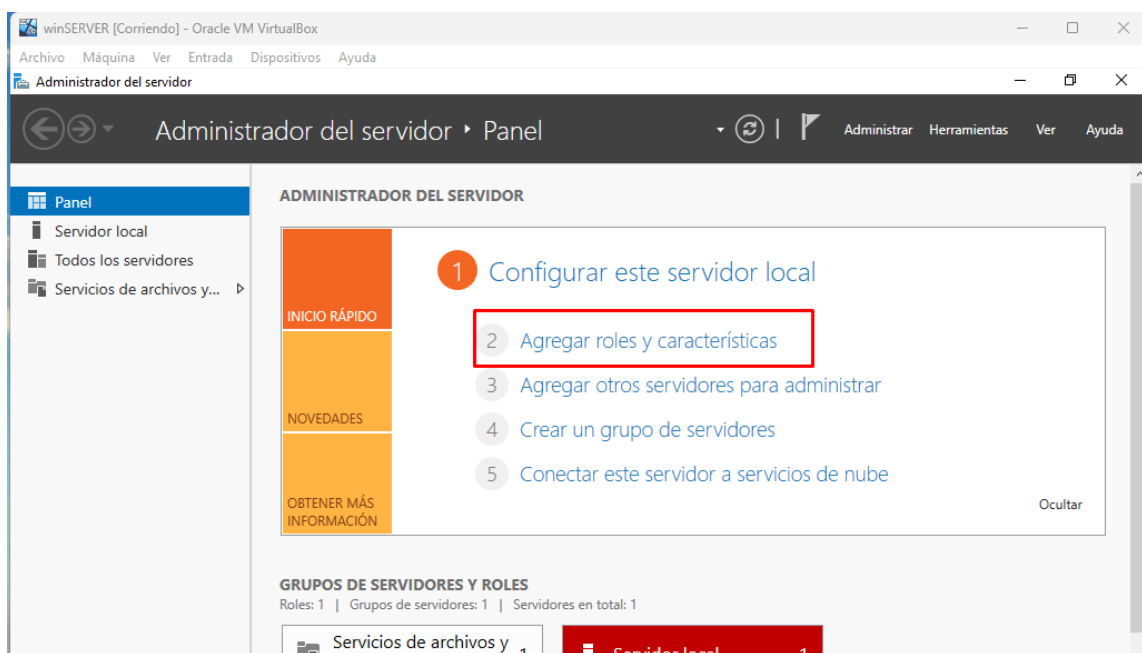 winSERVER [Corriendo] - Oracle VM VirtualBox
Archivo Máquina Ver Entrada Dispositivos Ayuda
Administrador del servidor
Administrador del servidor Panel
Administrar Herramientas Ver Ayuda
Panel
Servidor local
Todos los servidores
Servicios de archivos y...
ADMINISTRADOR DEL SERVIDOR
INICIO RÁPIDO
NOVEDADES
OBTENER MÁS
INFORMACIÓN
1 Configurar este servidor local
2 Agregar roles y características
3 Agregar otros servidores para administrar
4 Crear un grupo de servidores
5 Conectar este servidor a servicios de nube
Ocultar
GRUPOS DE SERVIDORES Y ROLES
Roles: 1 | Grupos de servidores: 1 | Servidores en total: 1
Servicios de archivos y 1
Servidor local 1